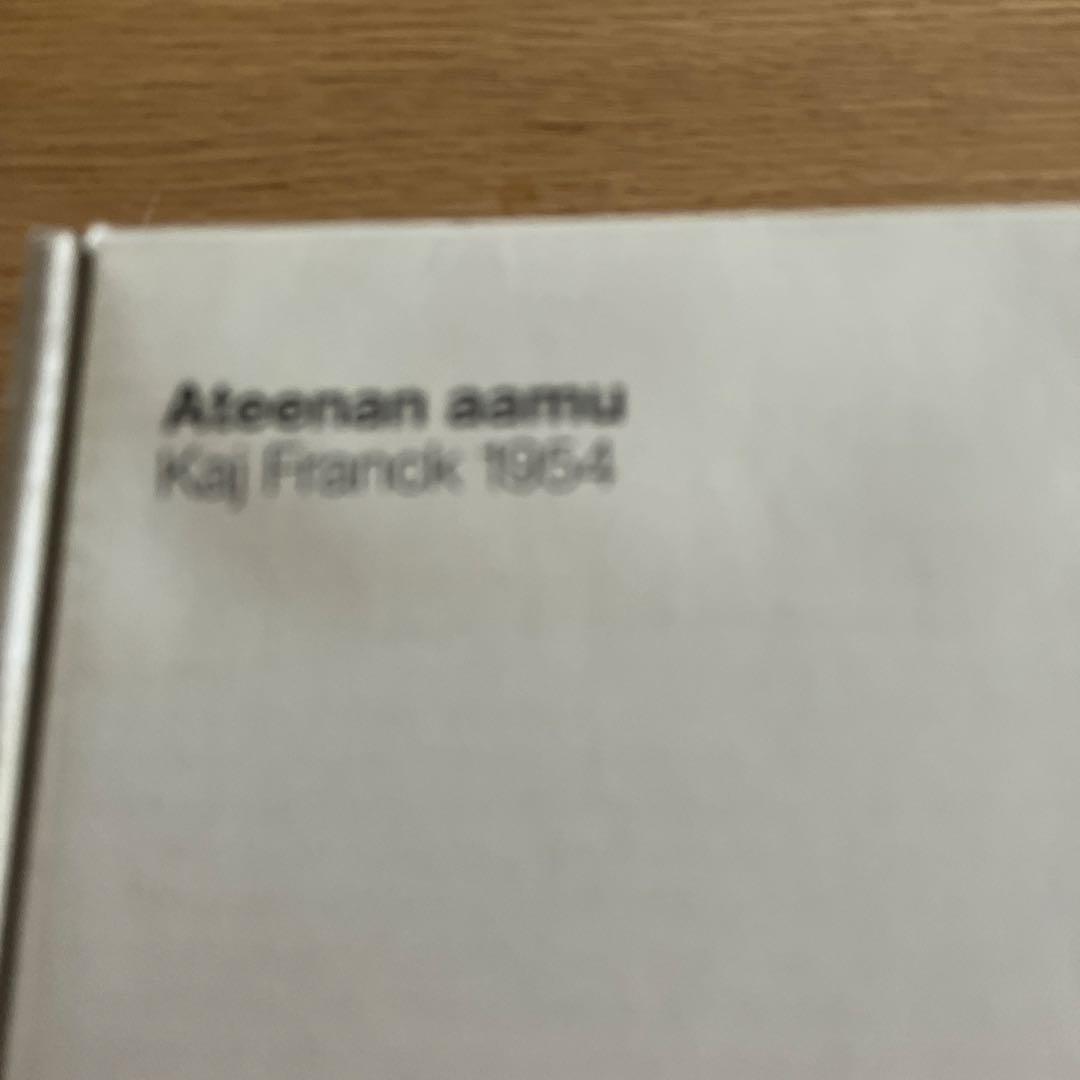 Ateenan aamu
Kaj Franck 1954